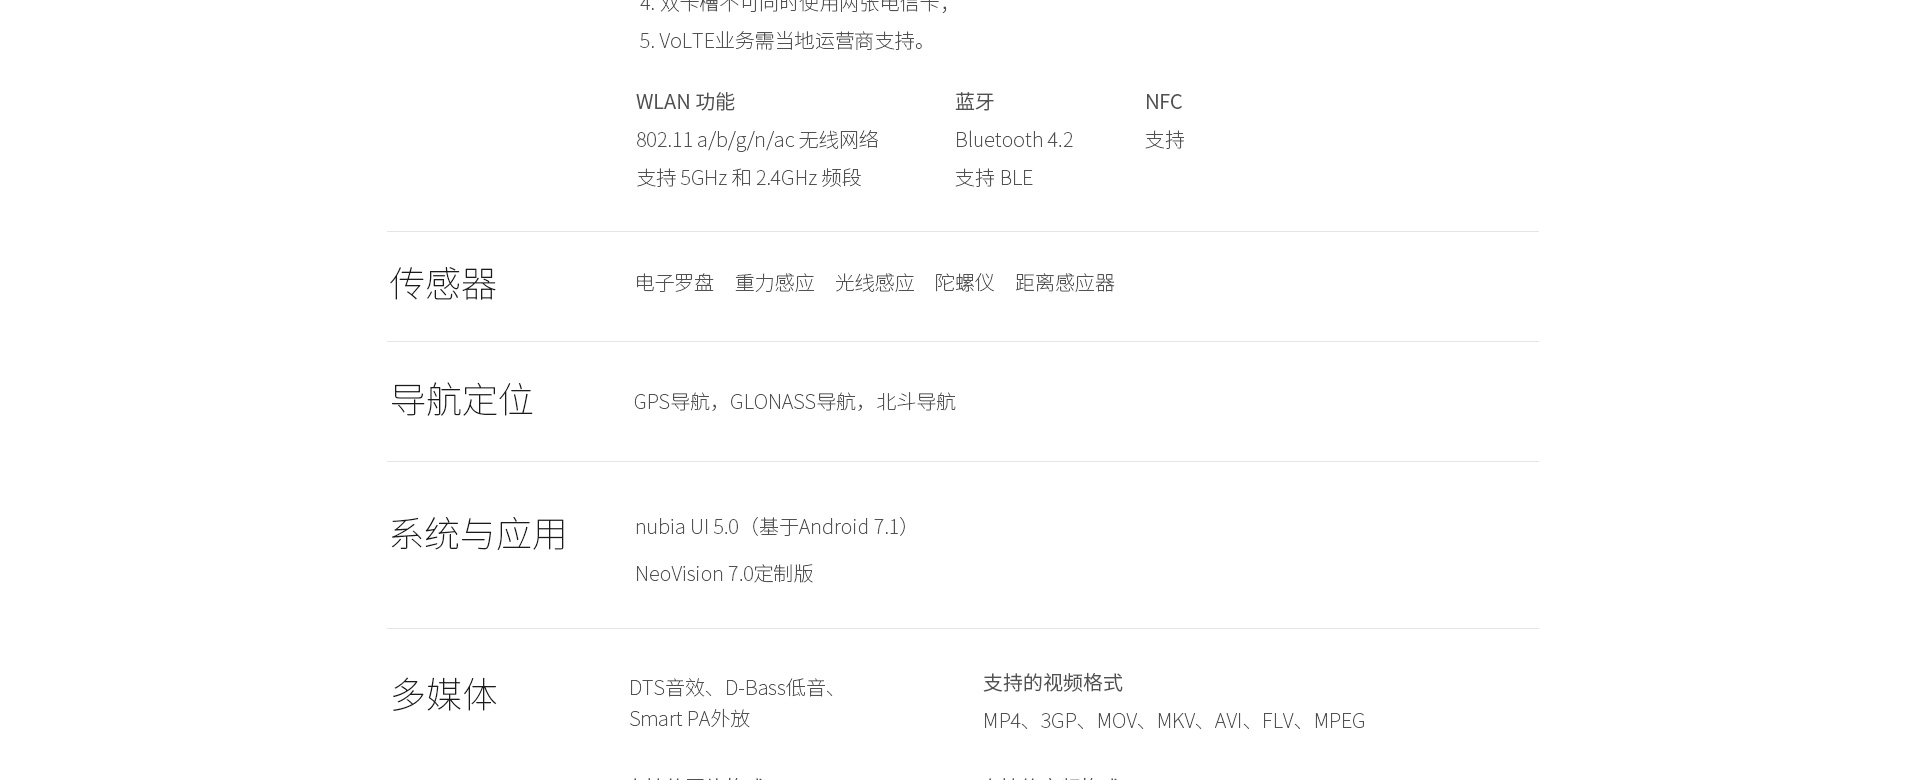 4. 双卡槽不可同时使用两张电信卡；
5. VoLTE业务需当地运营商支持。
WLAN 功能
802.11 a/b/g/n/ac 无线网络
支持 5GHz 和 2.4GHz 频段
蓝牙
Bluetooth 4.2
支持 BLE
NFC
支持
传感器
电子罗盘 重力感应 光线感应 陀螺仪 距离感应器
导航定位
GPS导航，GLONASS导航，北斗导航
系统与应用
nubia UI 5.0（基于Android 7.1）
NeoVision 7.0定制版
多媒体
DTS音效、D-Bass低音、
Smart PA外放
支持的视频格式
MP4、3GP、MOV、MKV、AVI、FLV、MPEG